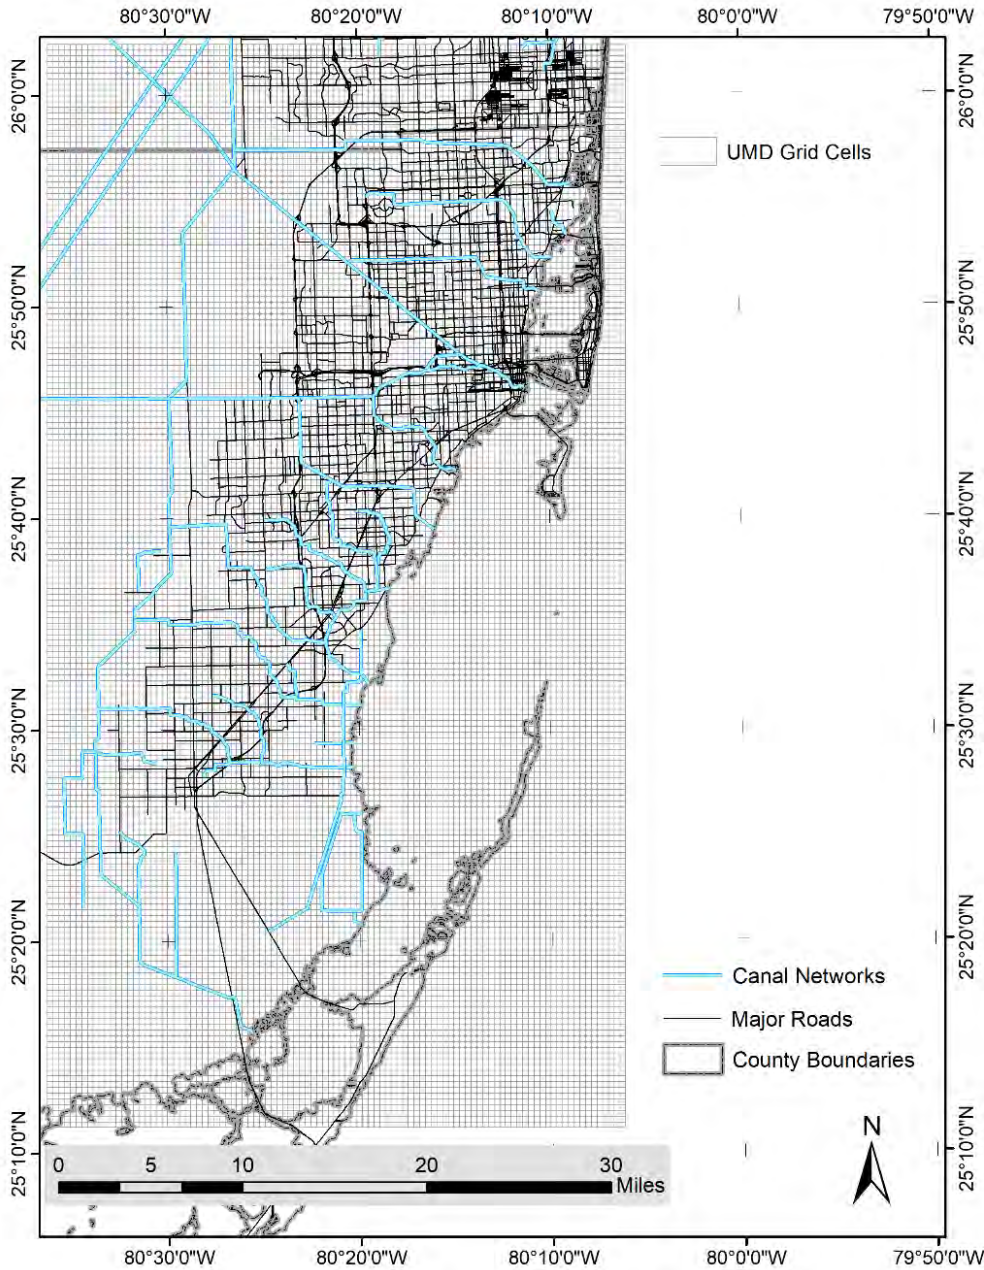 80°30'0"W 80°20'0"W 80°10'0"W 80°0'0"W 79°50'0"W
26°0'0"N 26°0'0"N
UMD Grid Cells
25°50'0"N 25°50'0"N
25°40'0"N 25°40'0"N
25°30'0"N 25°30'0"N
25°20'0"N 25°20'0"N
Canal Networks
Major Roads
County Boundaries
N
25°10'0"N 25°10'0"N
0 5 10 20 30
Miles
80°30'0"W 80°20'0"W 80°10'0"W 80°0'0"W 79°50'0"W